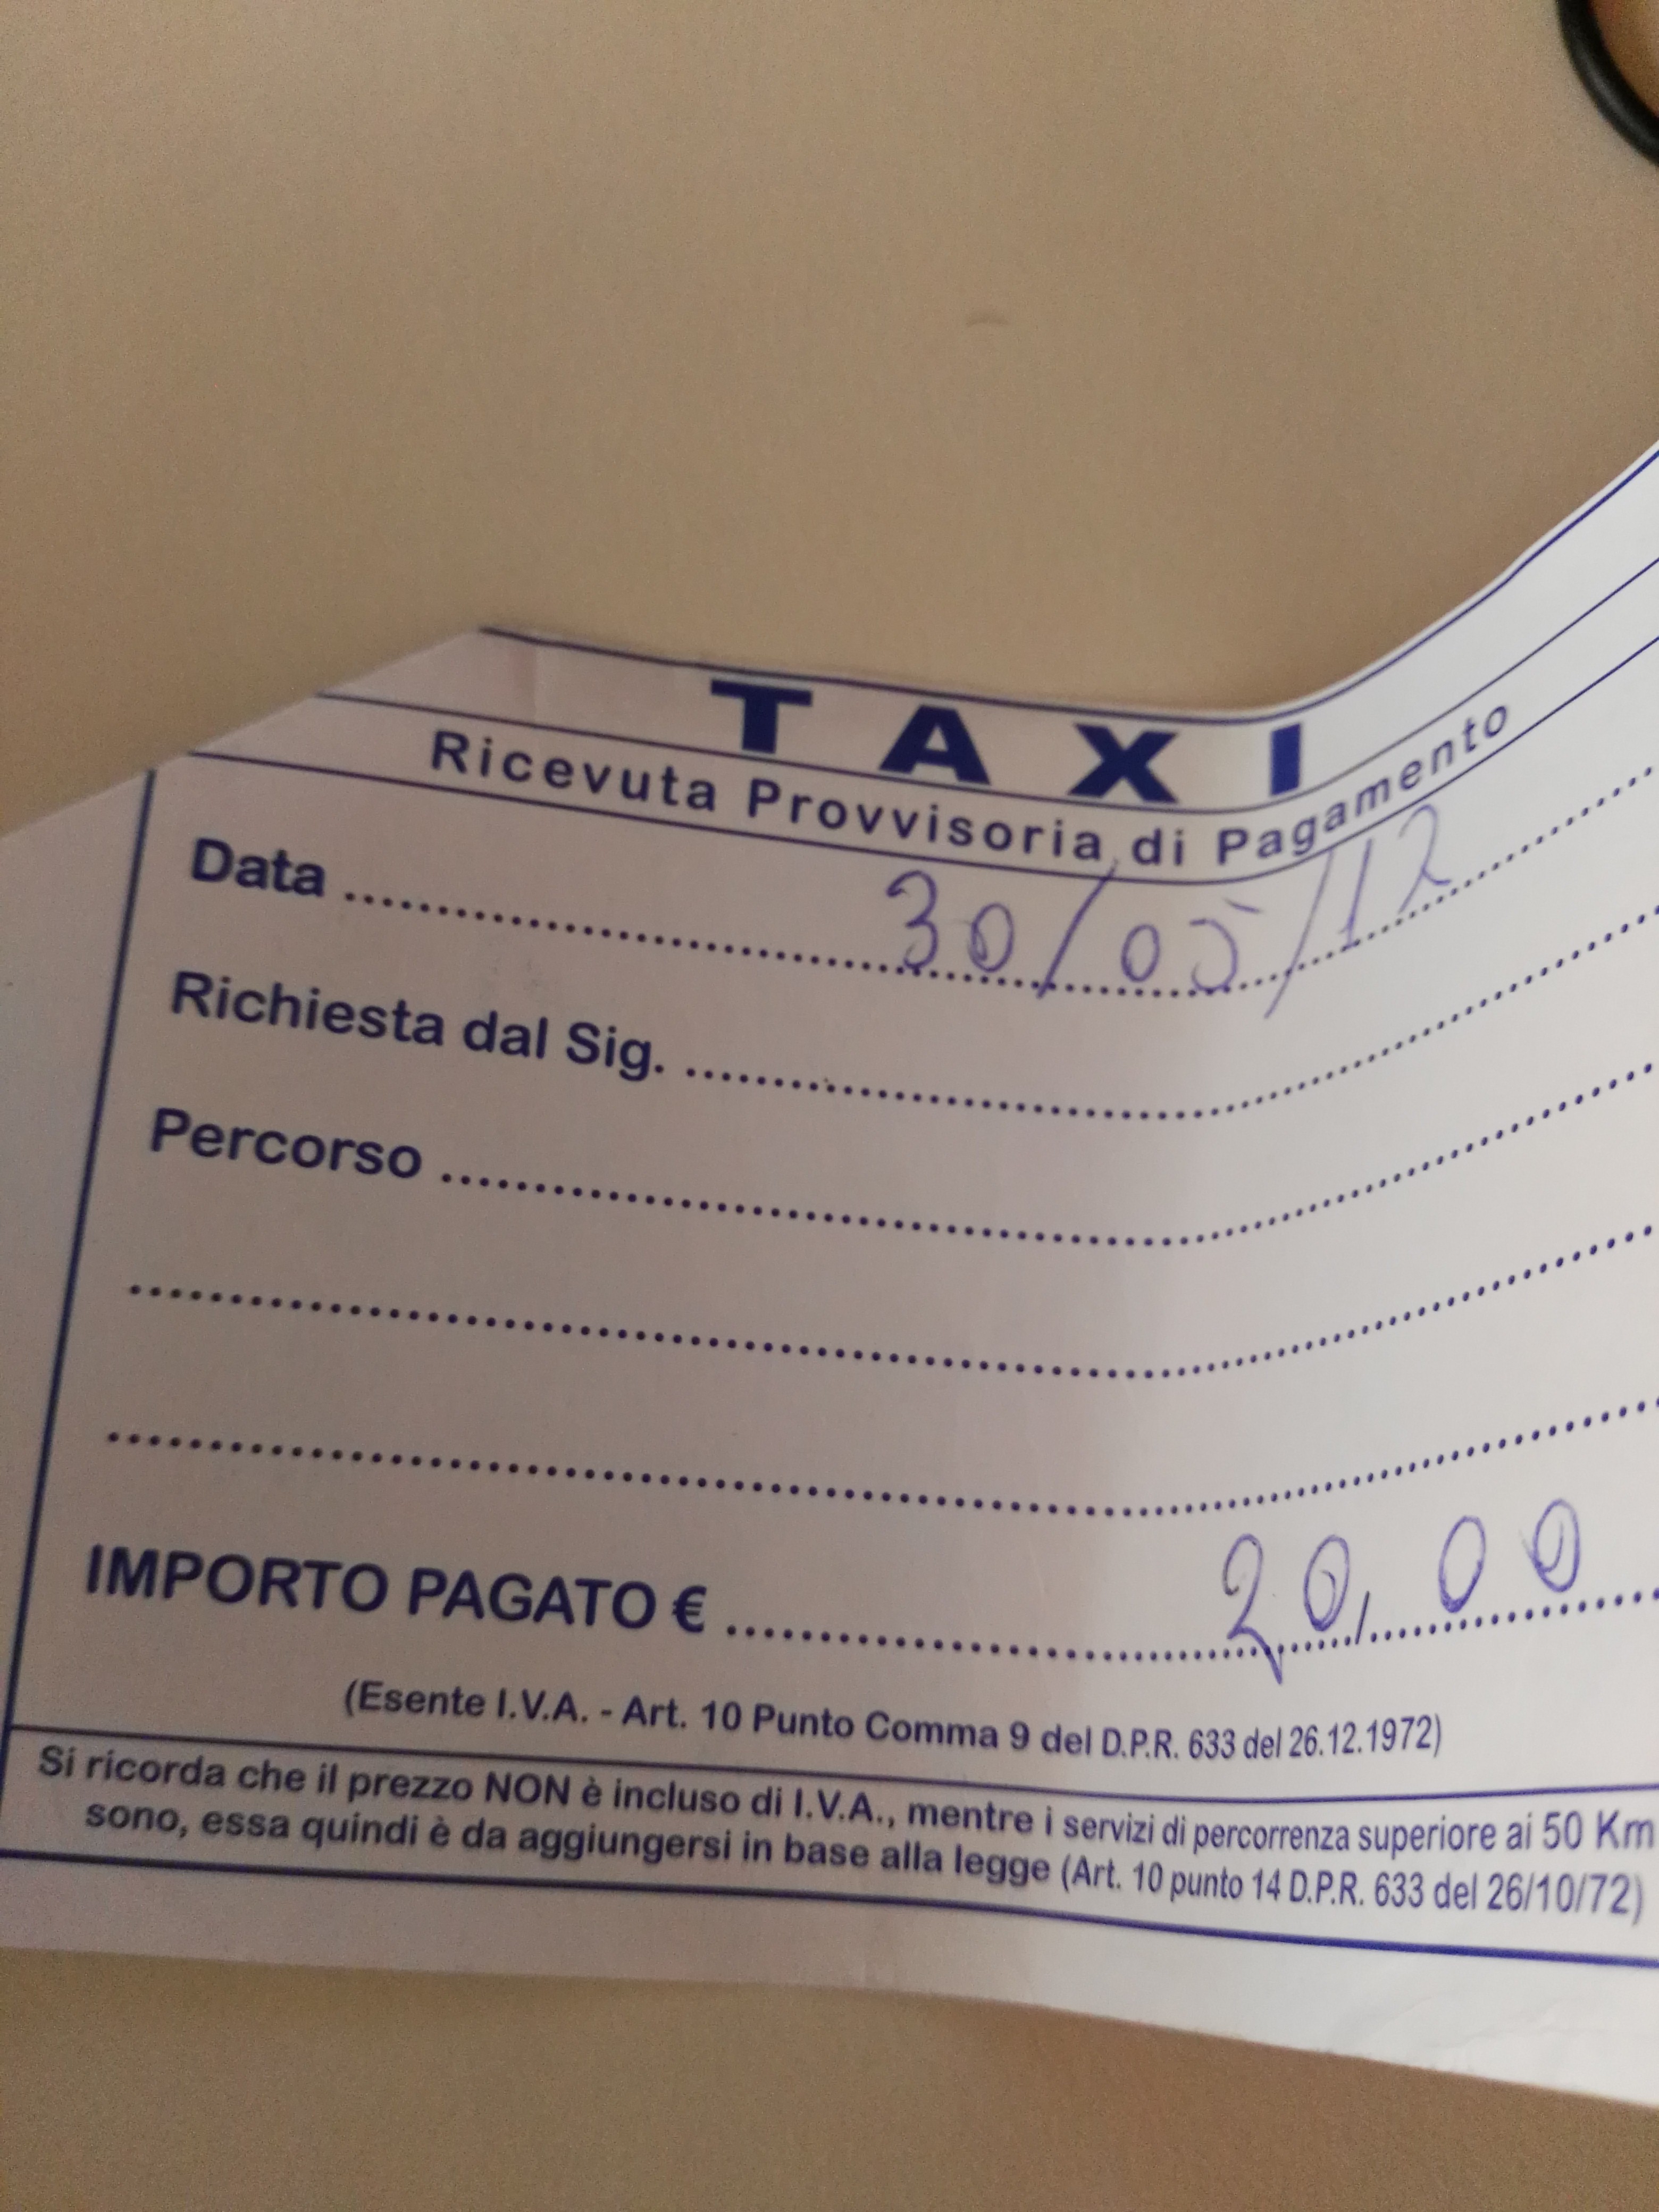 TAXI
Ricevuta Provvisoria di Pagamento
Data ........ 30/05/12 ........
Richiesta dal Sig. ........
Percorso ........
IMPORTO PAGATO € ........ 20,00 ........
(Esente I.V.A. - Art. 10 Punto Comma 9 del D.P.R. 633 del 26.12.1972)
Si ricorda che il prezzo NON è incluso di I.V.A., mentre i servizi di percorrenza superiore ai 50 Km
sono, essa quindi è da aggiungersi in base alla legge (Art. 10 punto 14 D.P.R. 633 del 26/10/72)